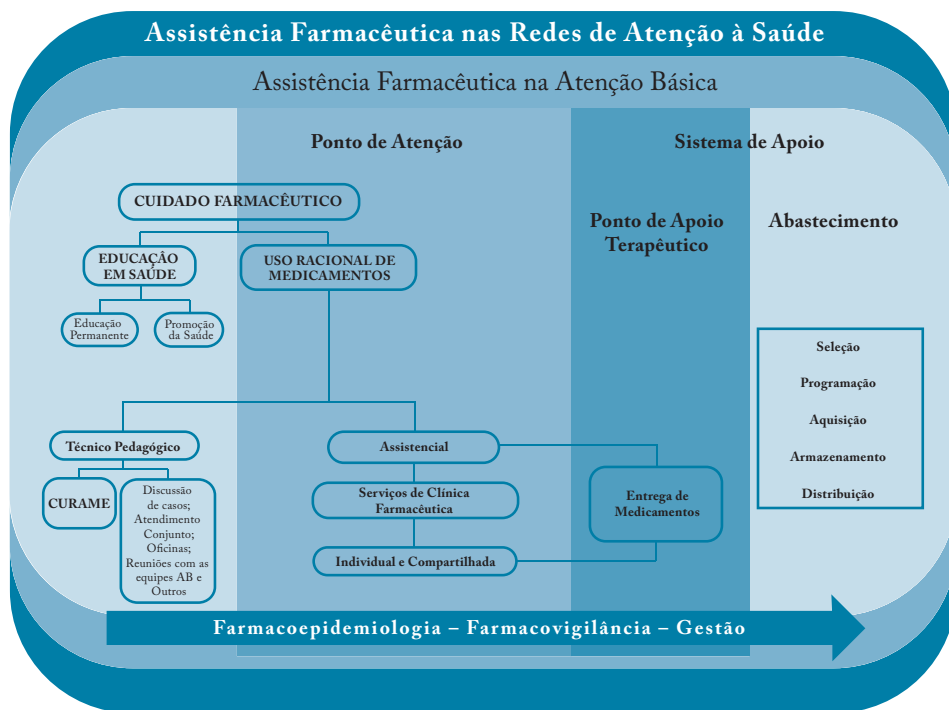 Assistência Farmacêutica nas Redes de Atenção à Saúde
Assistência Farmacêutica na Atenção Básica
Ponto de Atenção
Sistema de Apoio
CUIDADO FARMACÊUTICO
Ponto de Apoio
Terapêutico
Abastecimento
EDUCAÇÂO
EM SAÚDE
USO RACIONAL DE
MEDICAMENTOS
Educação
Permanente
Promoção
da Saúde
Seleção
Programação
Aquisição
Armazenamento
Distribuição
Técnico Pedagógico
Assistencial
CURAME
Discussão
de casos;
Atendimento
Conjunto;
Oficinas;
Reuniões com as
equipes AB e
Outros
Serviços de Clínica
Farmacêutica
Entrega de
Medicamentos
Individual e Compartilhada
Farmacoepidemiologia – Farmacovigilância – Gestão